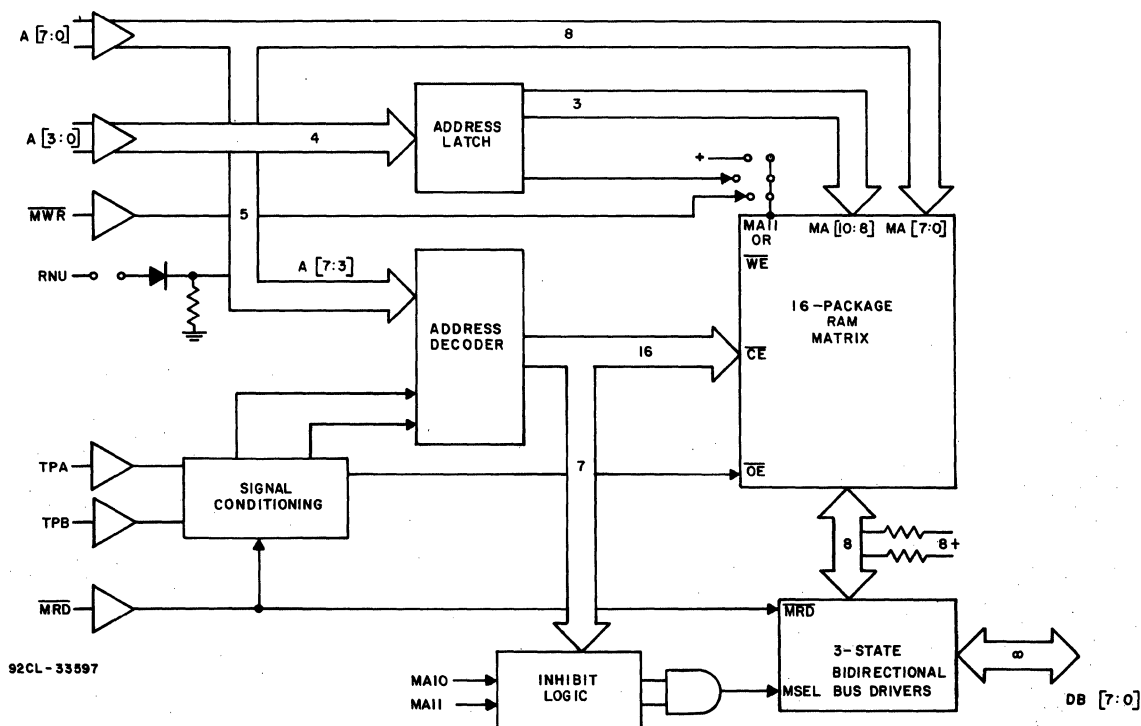 A [7:0]
8
A [3:0]
4
ADDRESS
LATCH
3
+
MWR
5
MA11
OR
WE
MA [10:8]
MA [7:0]
RNU
A [7:3]
ADDRESS
DECODER
16
CE
16-PACKAGE
RAM
MATRIX
TPA
TPB
SIGNAL
CONDITIONING
7
OE
8
8+
MRD
MRD
3-STATE
BIDIRECTIONAL
BUS DRIVERS
MSEL
8
DB [7:0]
92CL-33597
MA10
MA11
INHIBIT
LOGIC